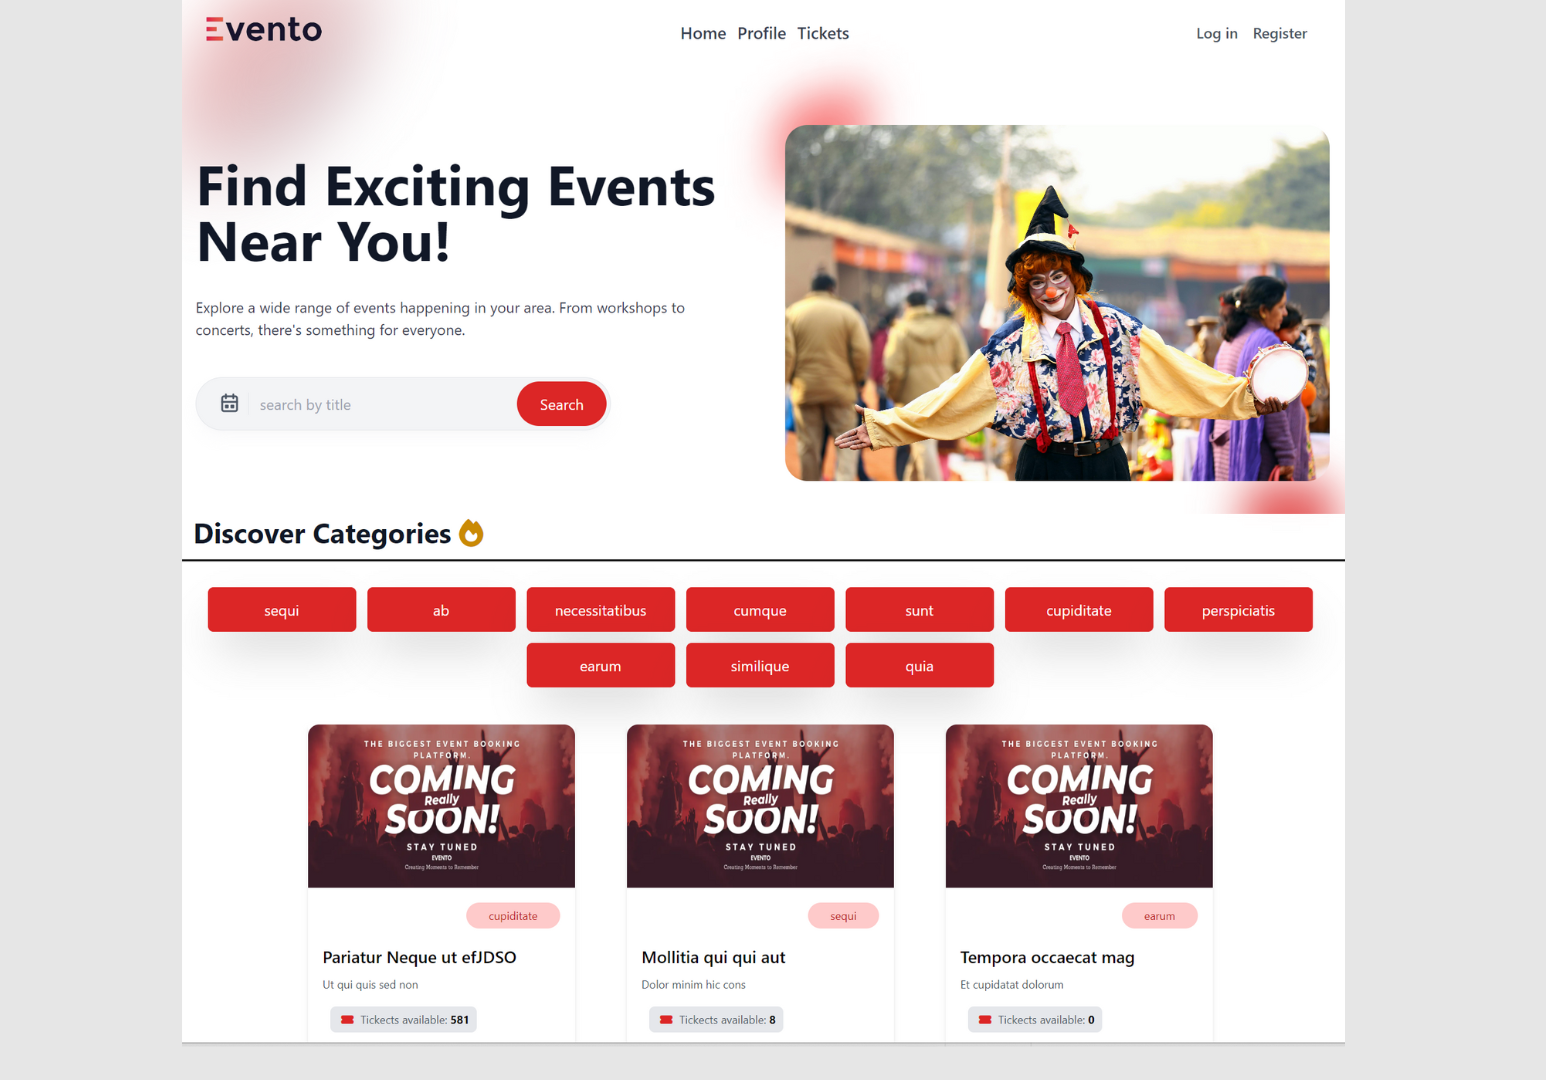 Evento
Home Profile Tickets
Log in Register
Find Exciting Events
Near You!
Explore a wide range of events happening in your area. From workshops to
concerts, there's something for everyone.
search by title
Search
Discover Categories
sequi ab necessitatibus cumque sunt cupiditate perspiciatis
earum similique quia
THE BIGGEST EVENT BOOKING
PLATFORM.
COMING
Really
SOON!
STAY TUNED
EVENTO
Creating Moments to Remember
cupiditate
Pariatur Neque ut efJDSO
Ut qui quis sed non
Tickects available: 581
THE BIGGEST EVENT BOOKING
PLATFORM.
COMING
Really
SOON!
STAY TUNED
EVENTO
Creating Moments to Remember
sequi
Mollitia qui qui aut
Dolor minim hic cons
Tickects available: 8
THE BIGGEST EVENT BOOKING
PLATFORM.
COMING
Really
SOON!
STAY TUNED
EVENTO
Creating Moments to Remember
earum
Tempora occaecat mag
Et cupidatat dolorum
Tickects available: 0